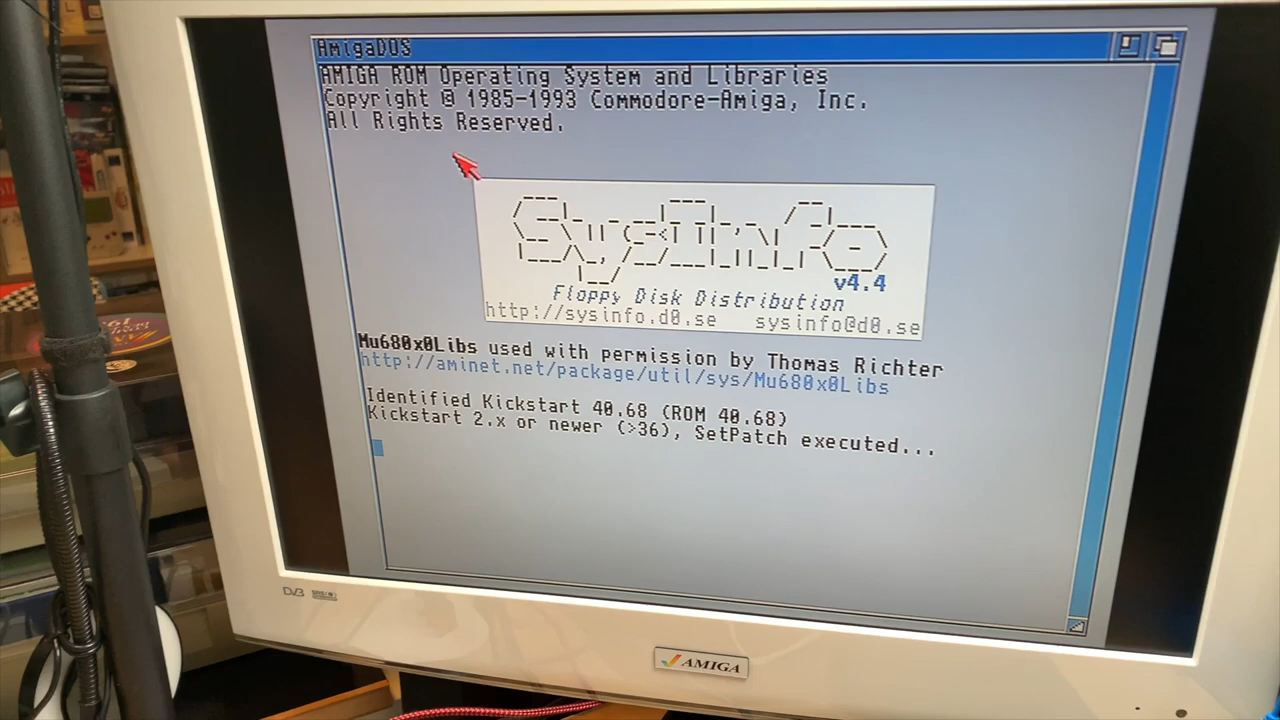 AmigaDOS
AMIGA ROM Operating System and Libraries
Copyright © 1985-1993 Commodore-Amiga, Inc.
All Rights Reserved.
SysInfo
v4.4
Floppy Disk Distribution
http://sysinfo.d0.se sysinfo@d0.se
Mu680x0Libs used with permission by Thomas Richter
http://aminet.net/package/util/sys/Mu680x0Libs
Identified Kickstart 40.68 (ROM 40.68)
Kickstart 2.x or newer (>36), SetPatch executed...
DVB
AMIGA